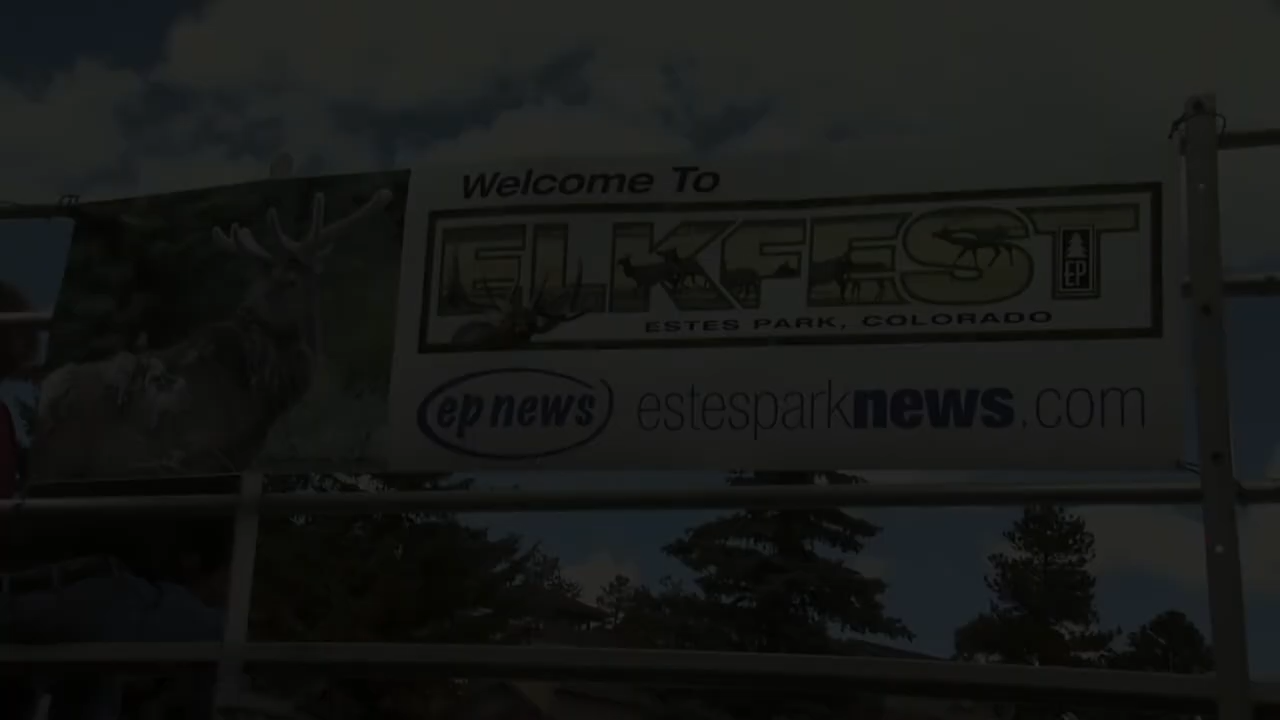 Welcome To
ELKFEST
EP
ESTES PARK, COLORADO
ep news
estesparknews.com